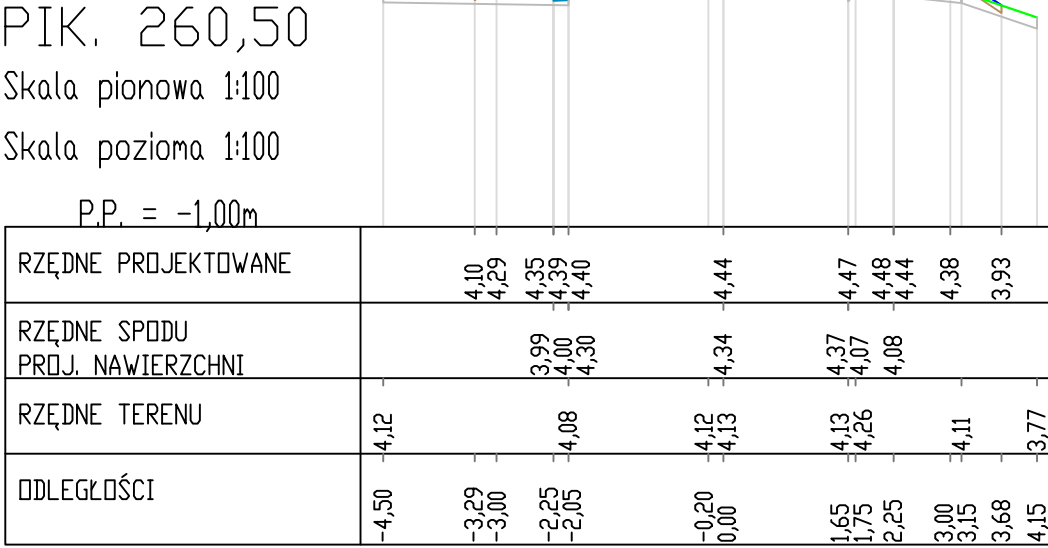 PIK. 260,50
Skala pionowa 1:100
Skala pozioma 1:100
P.P. = -1,00m
RZĘDNE PROJEKTOWANE
4,10 4,29 4,35 4,39 4,40 4,44 4,47 4,48 4,44 4,38 3,93
RZĘDNE SPODU
PROJ. NAWIERZCHNI
3,99 4,00 4,30 4,34 4,37 4,07 4,08
RZĘDNE TERENU
4,12 4,08 4,12 4,13 4,13 4,26 4,11 3,77
ODLEGŁOŚCI
-4,50 -3,29 -3,00 -2,25 -2,05 -0,20 0,00 1,65 1,75 2,25 3,00 3,15 3,68 4,15